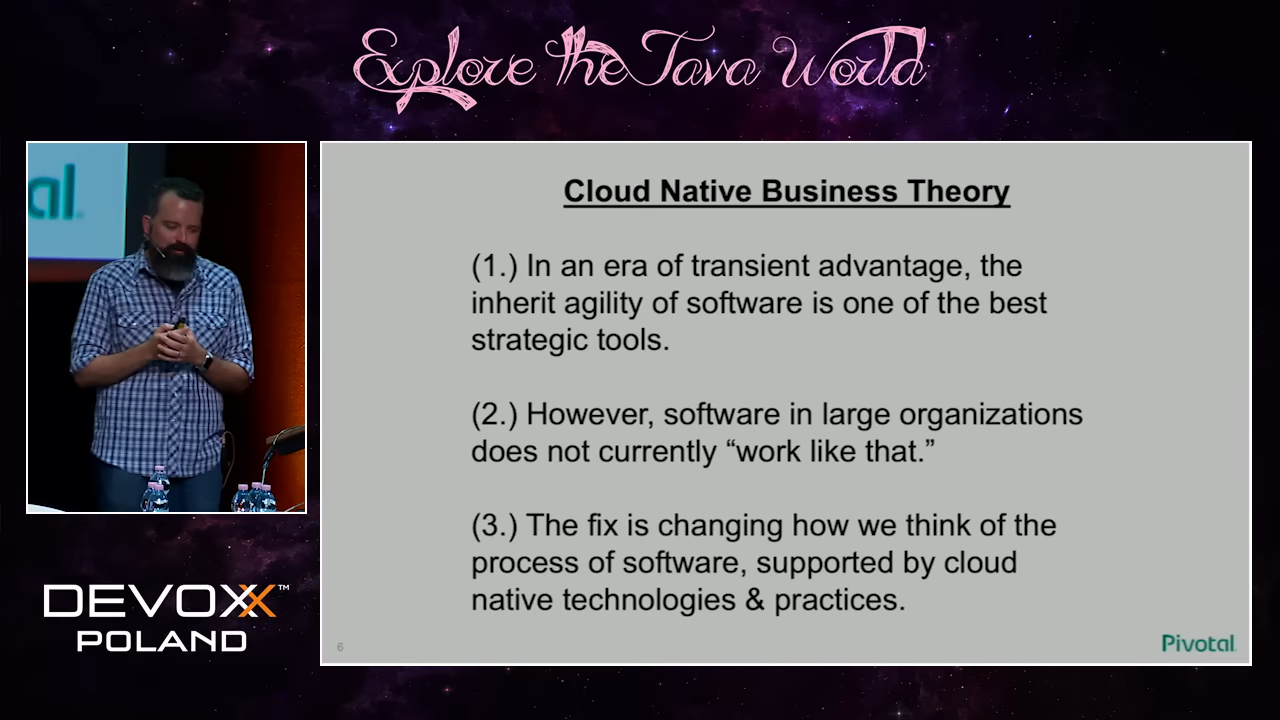 Explore the Java World
tal.
Cloud Native Business Theory
(1.) In an era of transient advantage, the
inherit agility of software is one of the best
strategic tools.
(2.) However, software in large organizations
does not currently “work like that.”
(3.) The fix is changing how we think of the
process of software, supported by cloud
native technologies & practices.
6
Pivotal
DEVOXX™
POLAND